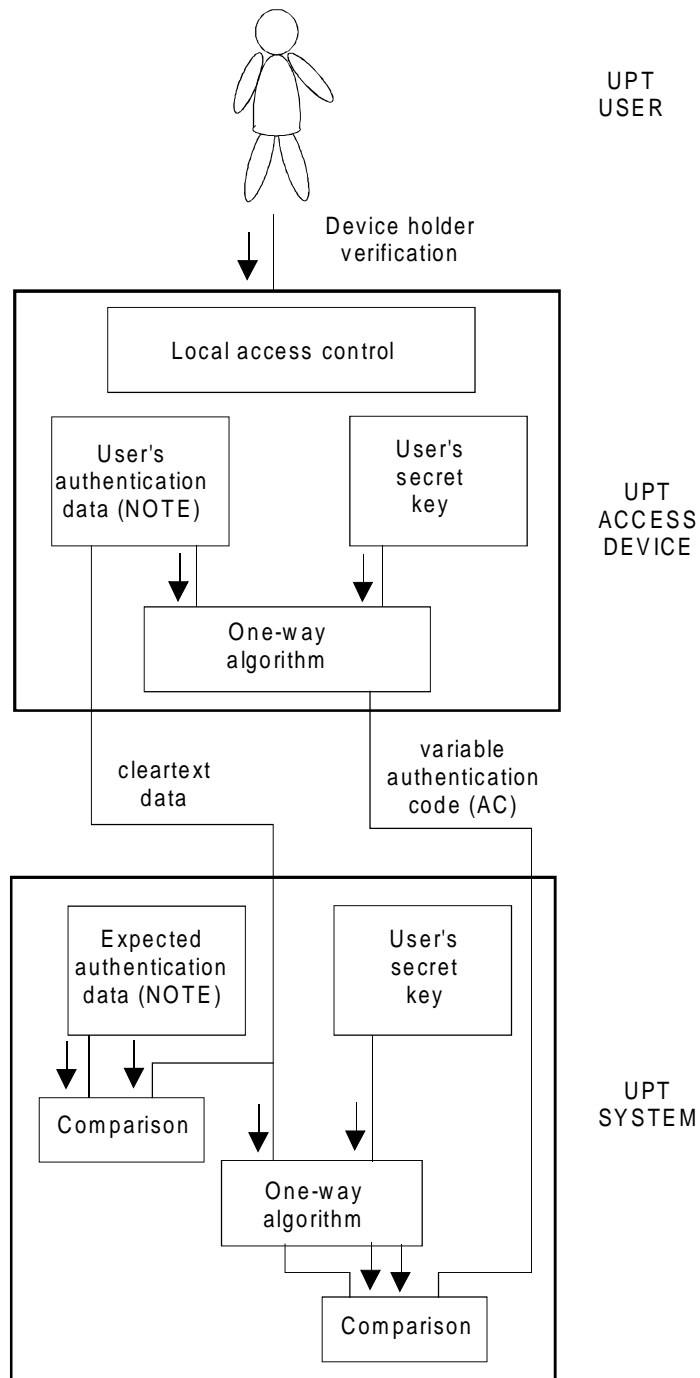 UPT
USER
Device holder
verification
Local access control
User's
authentication
data (NOTE)
User's
secret
key
UPT
ACCESS
DEVICE
One-way
algorithm
cleartext
data
variable
authentication
code (AC)
Expected
authentication
data (NOTE)
User's
secret
key
Comparison
UPT
SYSTEM
One-way
algorithm
Comparison